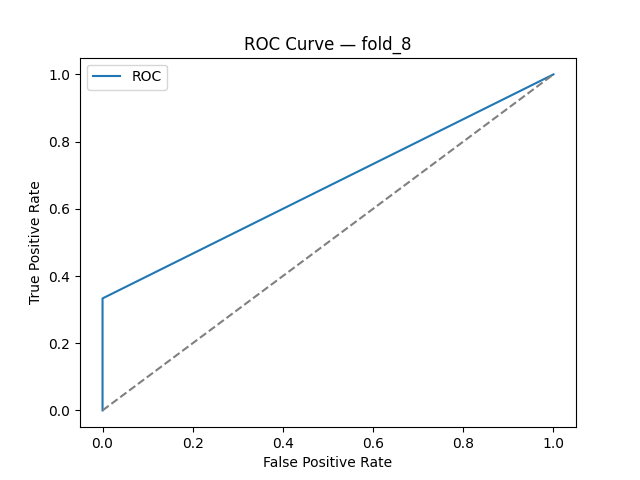 ROC Curve — fold_8
ROC
1.0
0.8
0.6
0.4
0.2
0.0
True Positive Rate
0.0 0.2 0.4 0.6 0.8 1.0
False Positive Rate